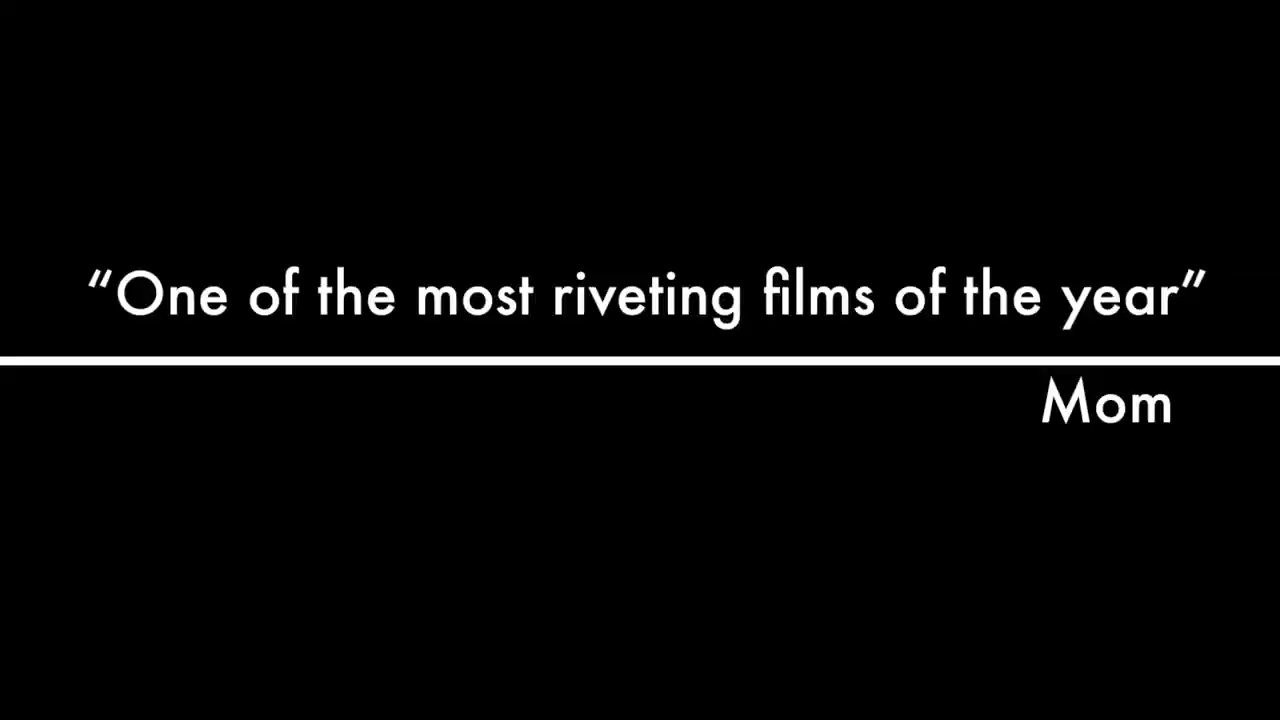 “One of the most riveting films of the year”
Mom